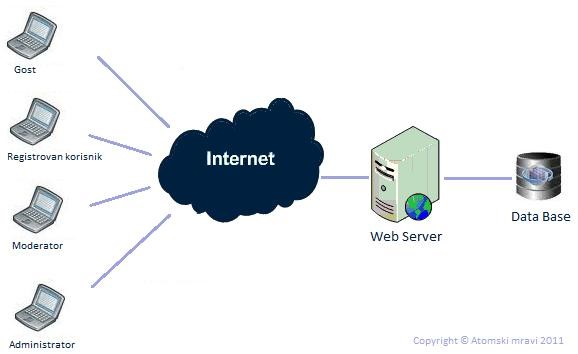 Gost
Registrovan korisnik
Moderator
Administrator
Internet
Web Server
Data Base
Copyright © Atomski mravi 2011